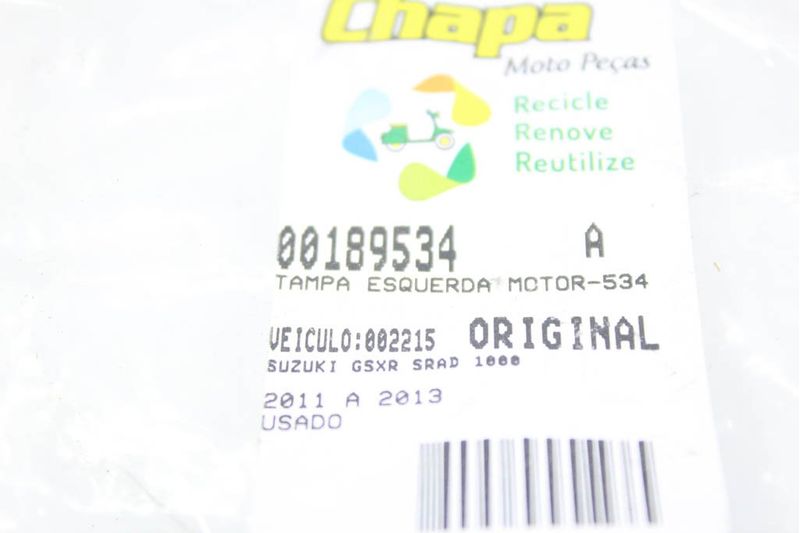 Chapa
Moto Peças
Recicle
Renove
Reutilize
00189534 A
TAMPA ESQUERDA MOTOR-534
VEICULO:002215 ORIGINAL
SUZUKI GSXR SRAD 1000
2011 A 2013
USADO